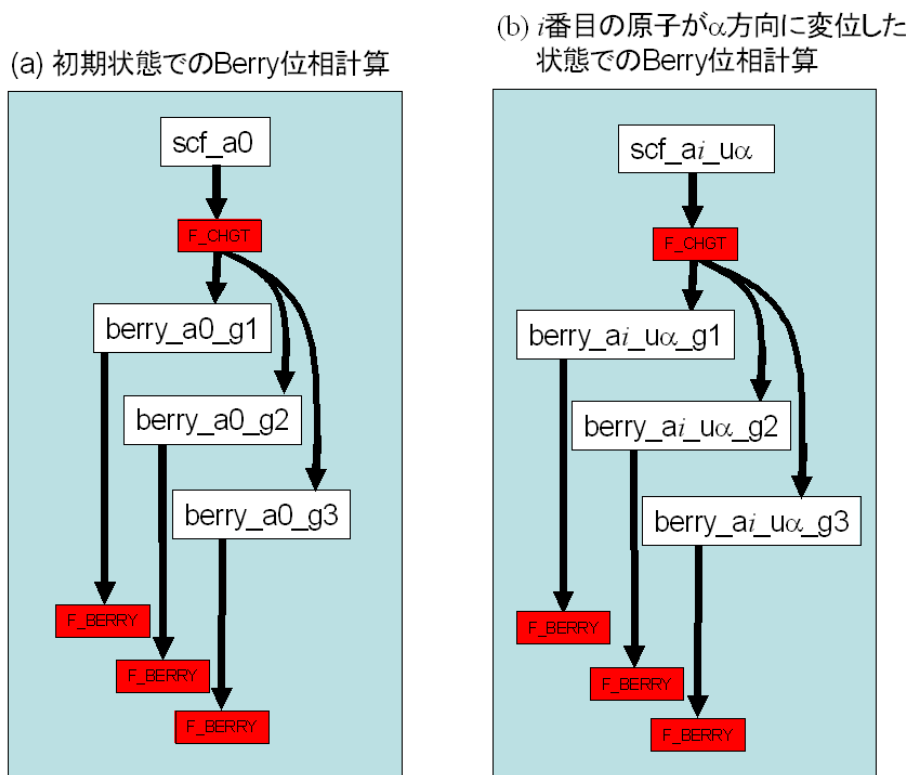 (a) 初期状態でのBerry位相計算
scf_a0
F_CHGT
berry_a0_g1
berry_a0_g2
berry_a0_g3
F_BERRY
F_BERRY
F_BERRY
(b) i番目の原子がα方向に変位した
状態でのBerry位相計算
scf_ai_uα
F_CHGT
berry_ai_uα_g1
berry_ai_uα_g2
berry_ai_uα_g3
F_BERRY
F_BERRY
F_BERRY